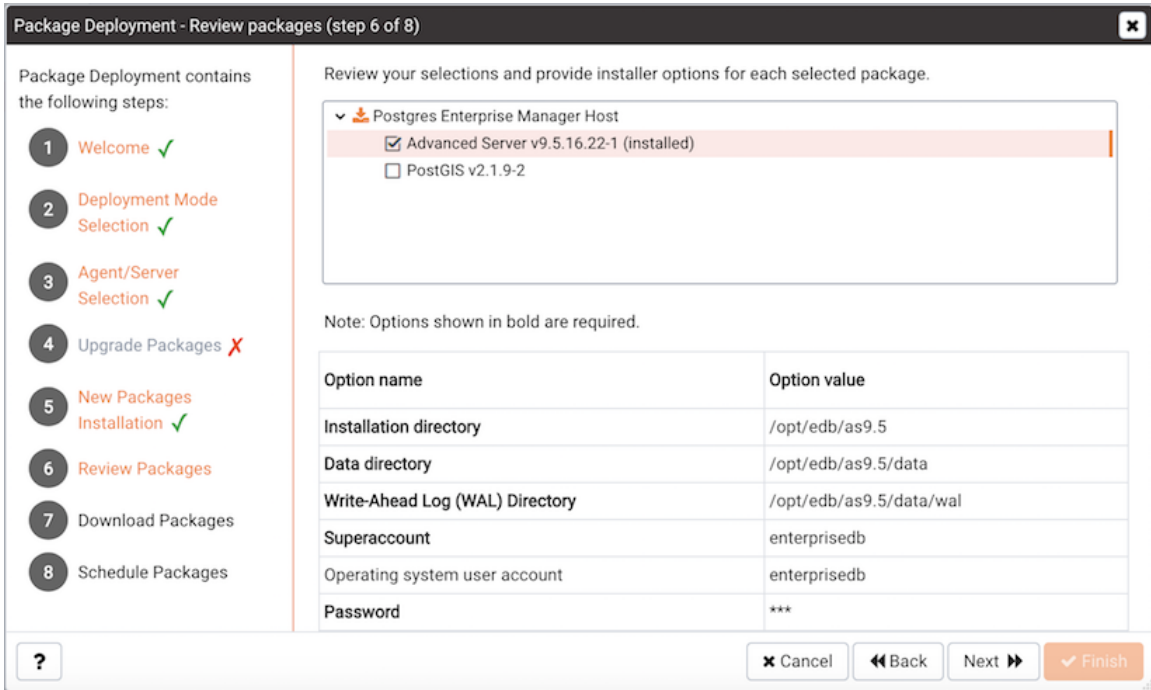 Package Deployment - Review packages (step 6 of 8)
Package Deployment contains
the following steps:
1 Welcome
2 Deployment Mode
Selection
3 Agent/Server
Selection
4 Upgrade Packages
5 New Packages
Installation
6 Review Packages
7 Download Packages
8 Schedule Packages
Review your selections and provide installer options for each selected package.
Postgres Enterprise Manager Host
Advanced Server v9.5.16.22-1 (installed)
PostGIS v2.1.9-2
Note: Options shown in bold are required.
Option name Option value
Installation directory /opt/edb/as9.5
Data directory /opt/edb/as9.5/data
Write-Ahead Log (WAL) Directory /opt/edb/as9.5/data/wal
Superaccount enterprisedb
Operating system user account enterprisedb
Password ***
? Cancel Back Next Finish